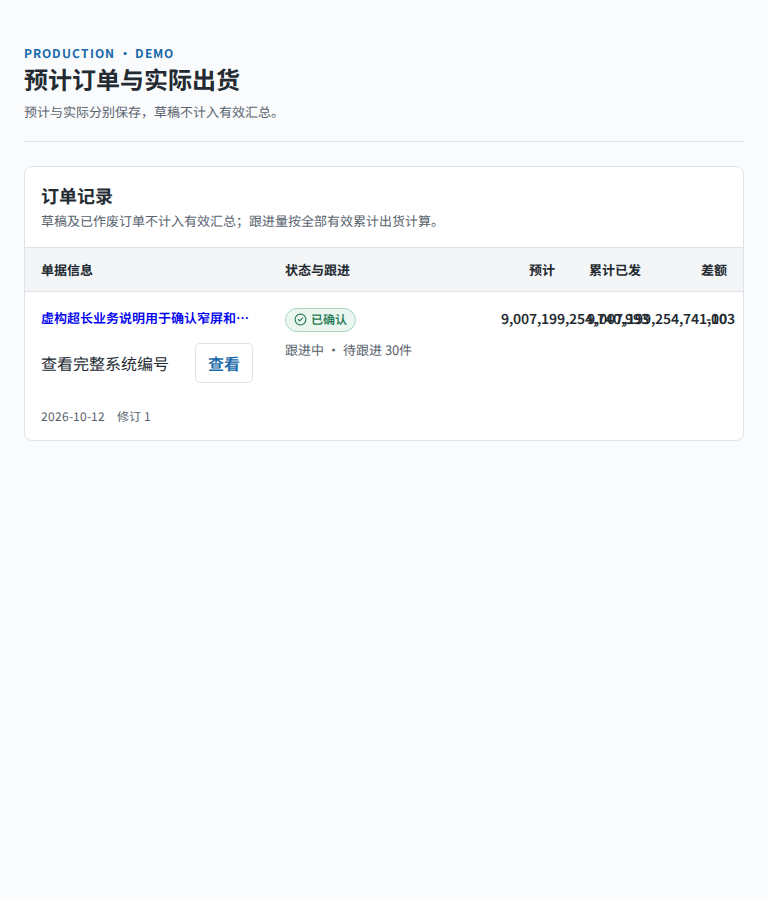 PRODUCTION · DEMO
预计订单与实际出货
预计与实际分别保存，草稿不计入有效汇总。
订单记录
草稿及已作废订单不计入有效汇总；跟进量按全部有效累计出货计算。
单据信息 状态与跟进 预计 累计已发 差额
虚构超长业务说明用于确认窄屏和… 已确认
跟进中 · 待跟进 30件
查看完整系统编号 查看
2026-10-12 修订 1